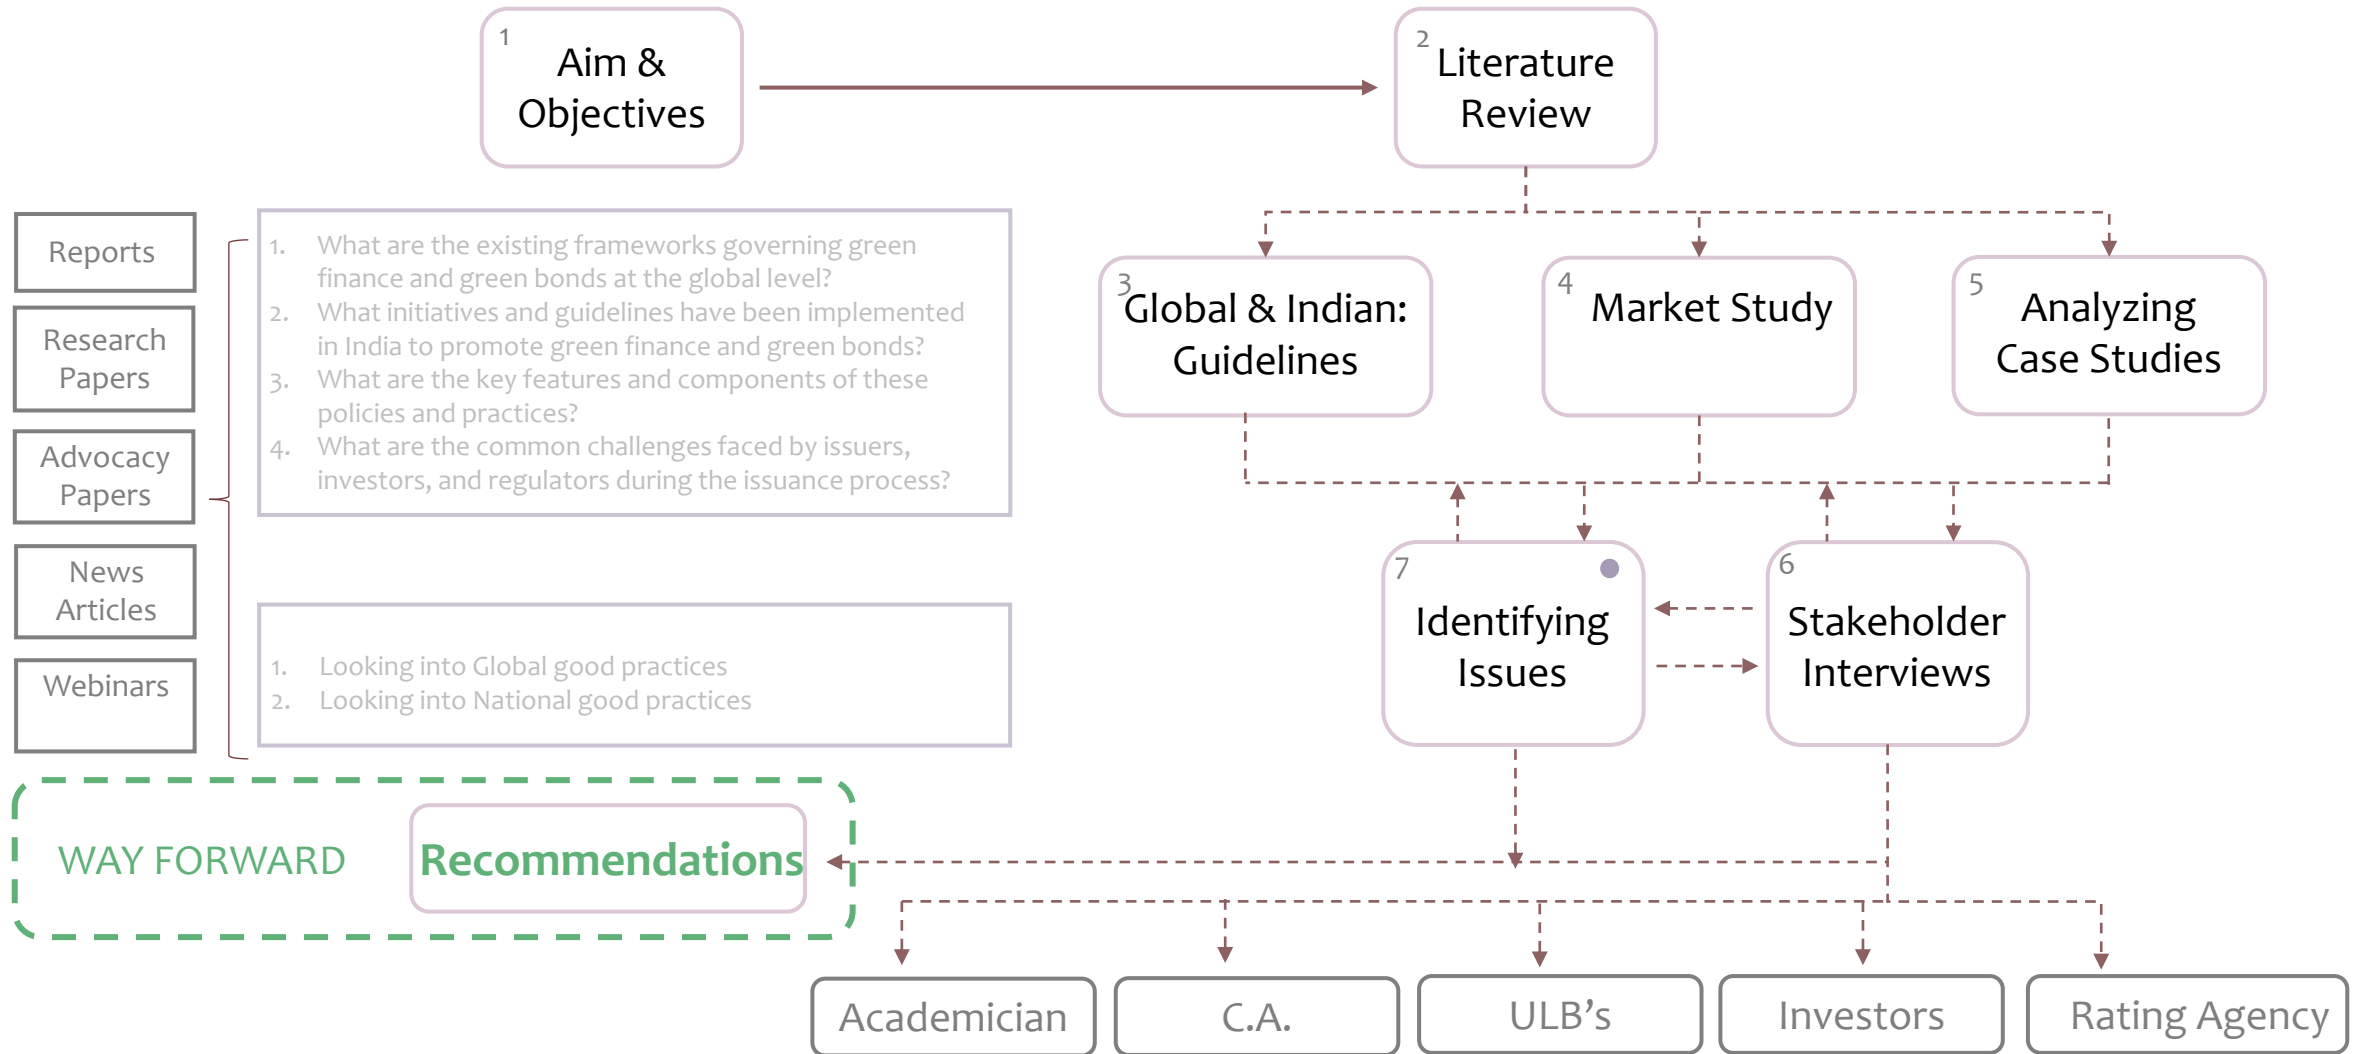 1
Aim &
Objectives
2
Literature
Review
Reports
Research
Papers
Advocacy
Papers
News
Articles
Webinars
1. What are the existing frameworks governing green
finance and green bonds at the global level?
2. What initiatives and guidelines have been implemented
in India to promote green finance and green bonds?
3. What are the key features and components of these
policies and practices?
4. What are the common challenges faced by issuers,
investors, and regulators during the issuance process?
1. Looking into Global good practices
2. Looking into National good practices
3
Global & Indian:
Guidelines
4
Market Study
5
Analyzing
Case Studies
7
Identifying
Issues
6
Stakeholder
Interviews
WAY FORWARD
Recommendations
Academician
C.A.
ULB's
Investors
Rating Agency